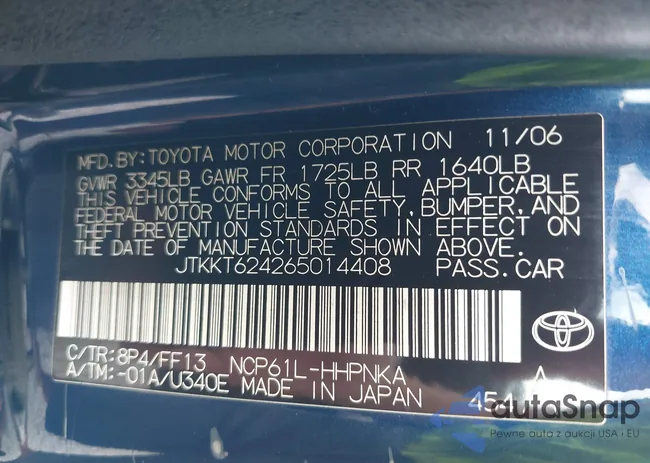 MFD.BY:TOYOTA MOTOR CORPORATION 11/06
GVWR 3345LB GAWR FR 1725LB RR 1640LB
THIS VEHICLE CONFORMS TO ALL APPLICABLE
FEDERAL MOTOR VEHICLE SAFETY,BUMPER,AND
THEFT PREVENTION STANDARDS IN EFFECT ON
THE DATE OF MANUFACTURE SHOWN ABOVE.
JTKKT624265014408 PASS.CAR
C/TR:8P4/FF13 NCP61L-HHPNKA A
A/TM:-01A/U340E MADE IN JAPAN 454
autaSnap
Pewne auta z aukcji USA i EU